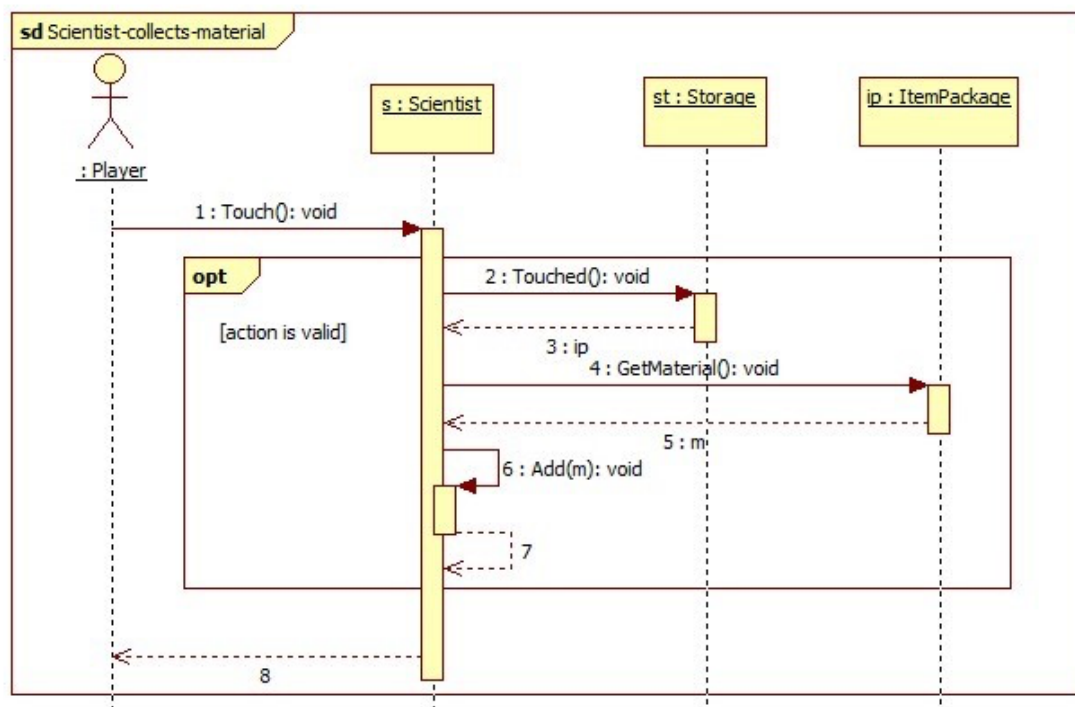 sd Scientist-collects-material
s : Scientist
st : Storage
ip : ItemPackage
: Player
1 : Touch(): void
opt
2 : Touched(): void
[action is valid]
3 : ip
4 : GetMaterial(): void
5 : m
6 : Add(m): void
7
8